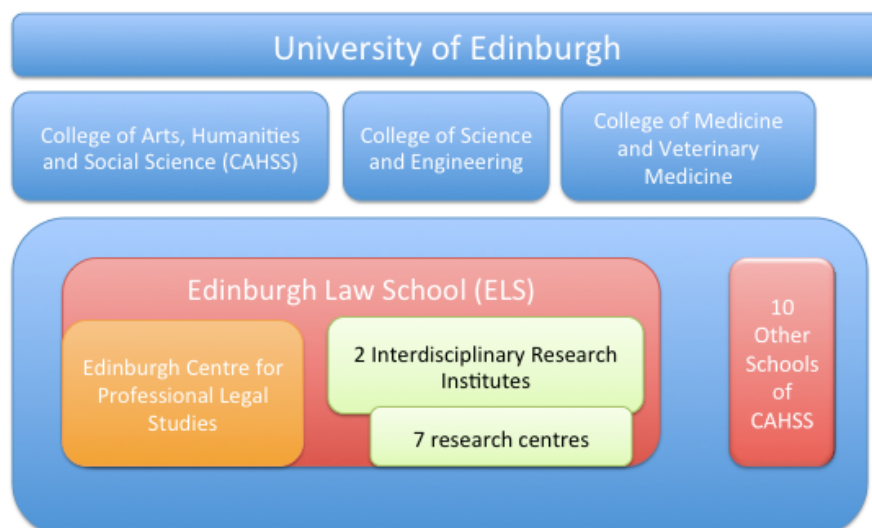 University of Edinburgh
College of Arts, Humanities
and Social Science (CAHSS)
College of Science
and Engineering
College of Medicine
and Veterinary
Medicine
Edinburgh Law School (ELS)
Edinburgh Centre for
Professional Legal
Studies
2 Interdisciplinary Research
Institutes
7 research centres
10
Other
Schools
of
CAHSS